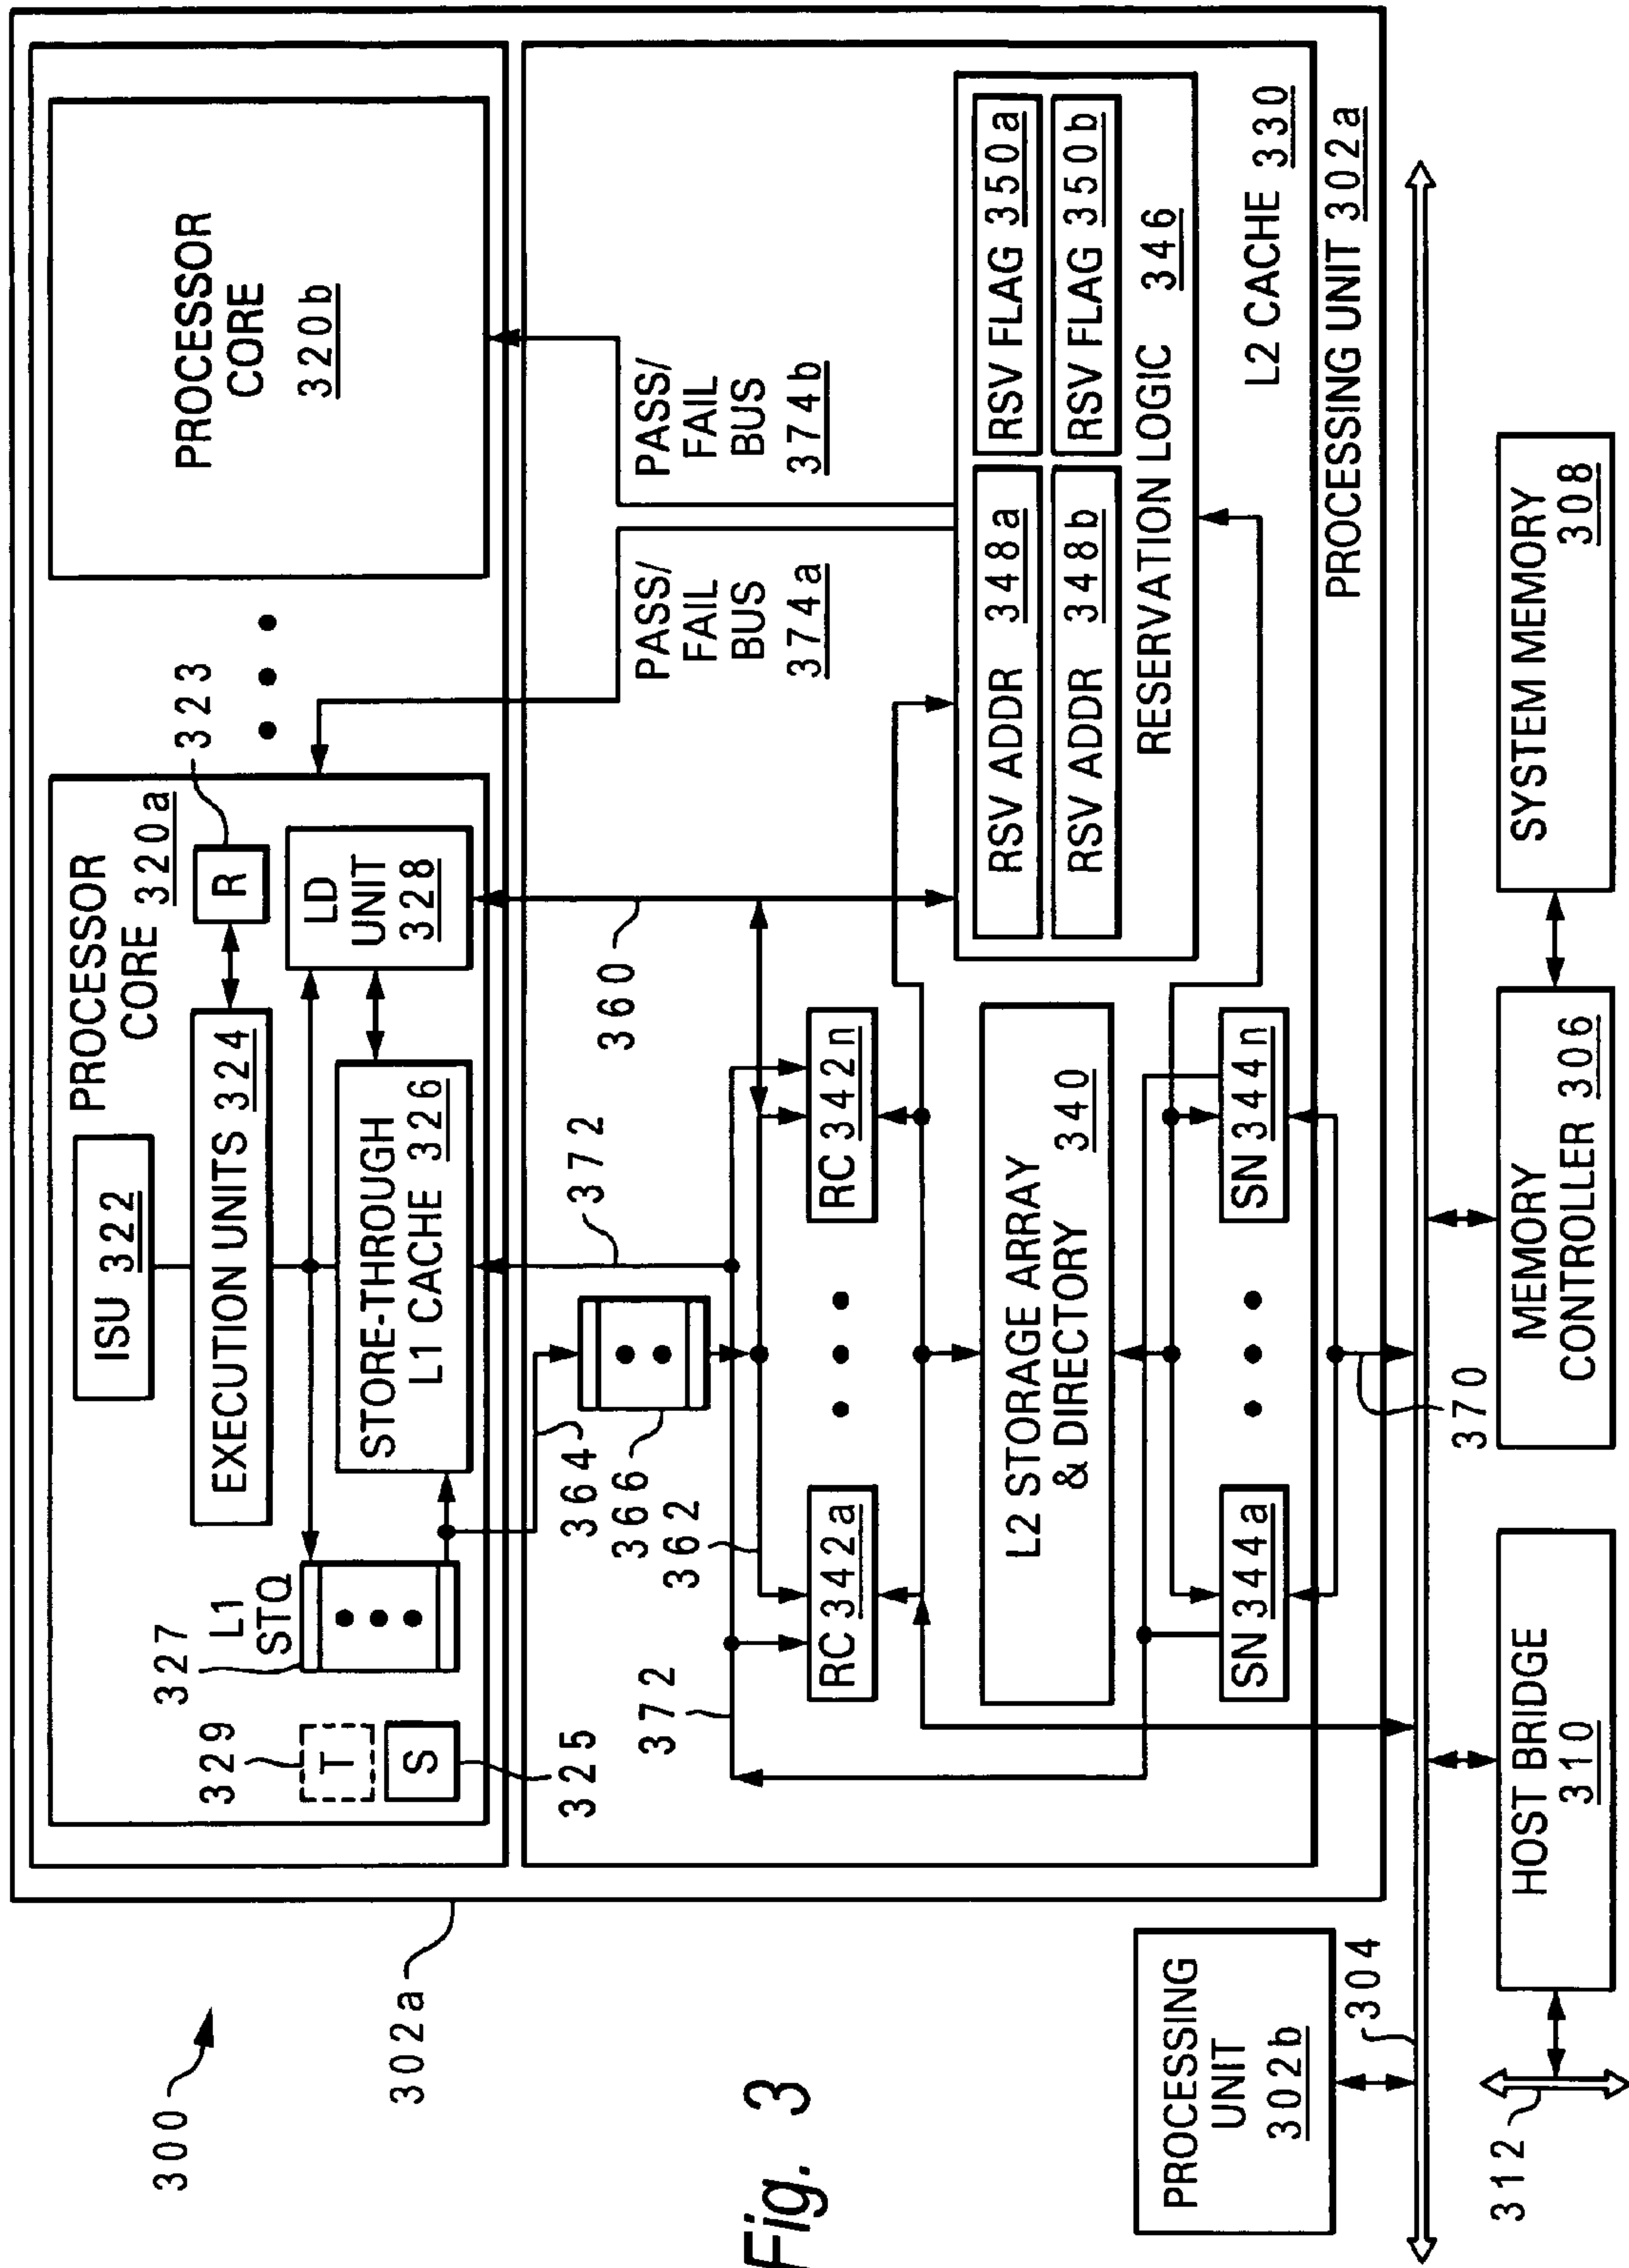 300
302a
PROCESSOR
CORE
320a
ISU 322
EXECUTION UNITS 324
R
323
329
T
S
325
327
L1
STQ
STORE-THROUGH
L1 CACHE 326
LD
UNIT
328
PROCESSOR
CORE
320b
364
366
362
372
372
360
PASS/
FAIL
BUS
374a
PASS/
FAIL
BUS
374b
RC 342a
RC 342n
L2 STORAGE ARRAY
& DIRECTORY 340
SN 344a
SN 344n
RSV ADDR 348a
RSV FLAG 350a
RSV ADDR 348b
RSV FLAG 350b
RESERVATION LOGIC 346
L2 CACHE 330
PROCESSING UNIT 302a
370
PROCESSING
UNIT
302b
304
312
HOST BRIDGE
310
MEMORY
CONTROLLER 306
SYSTEM MEMORY
308
Fig. 3